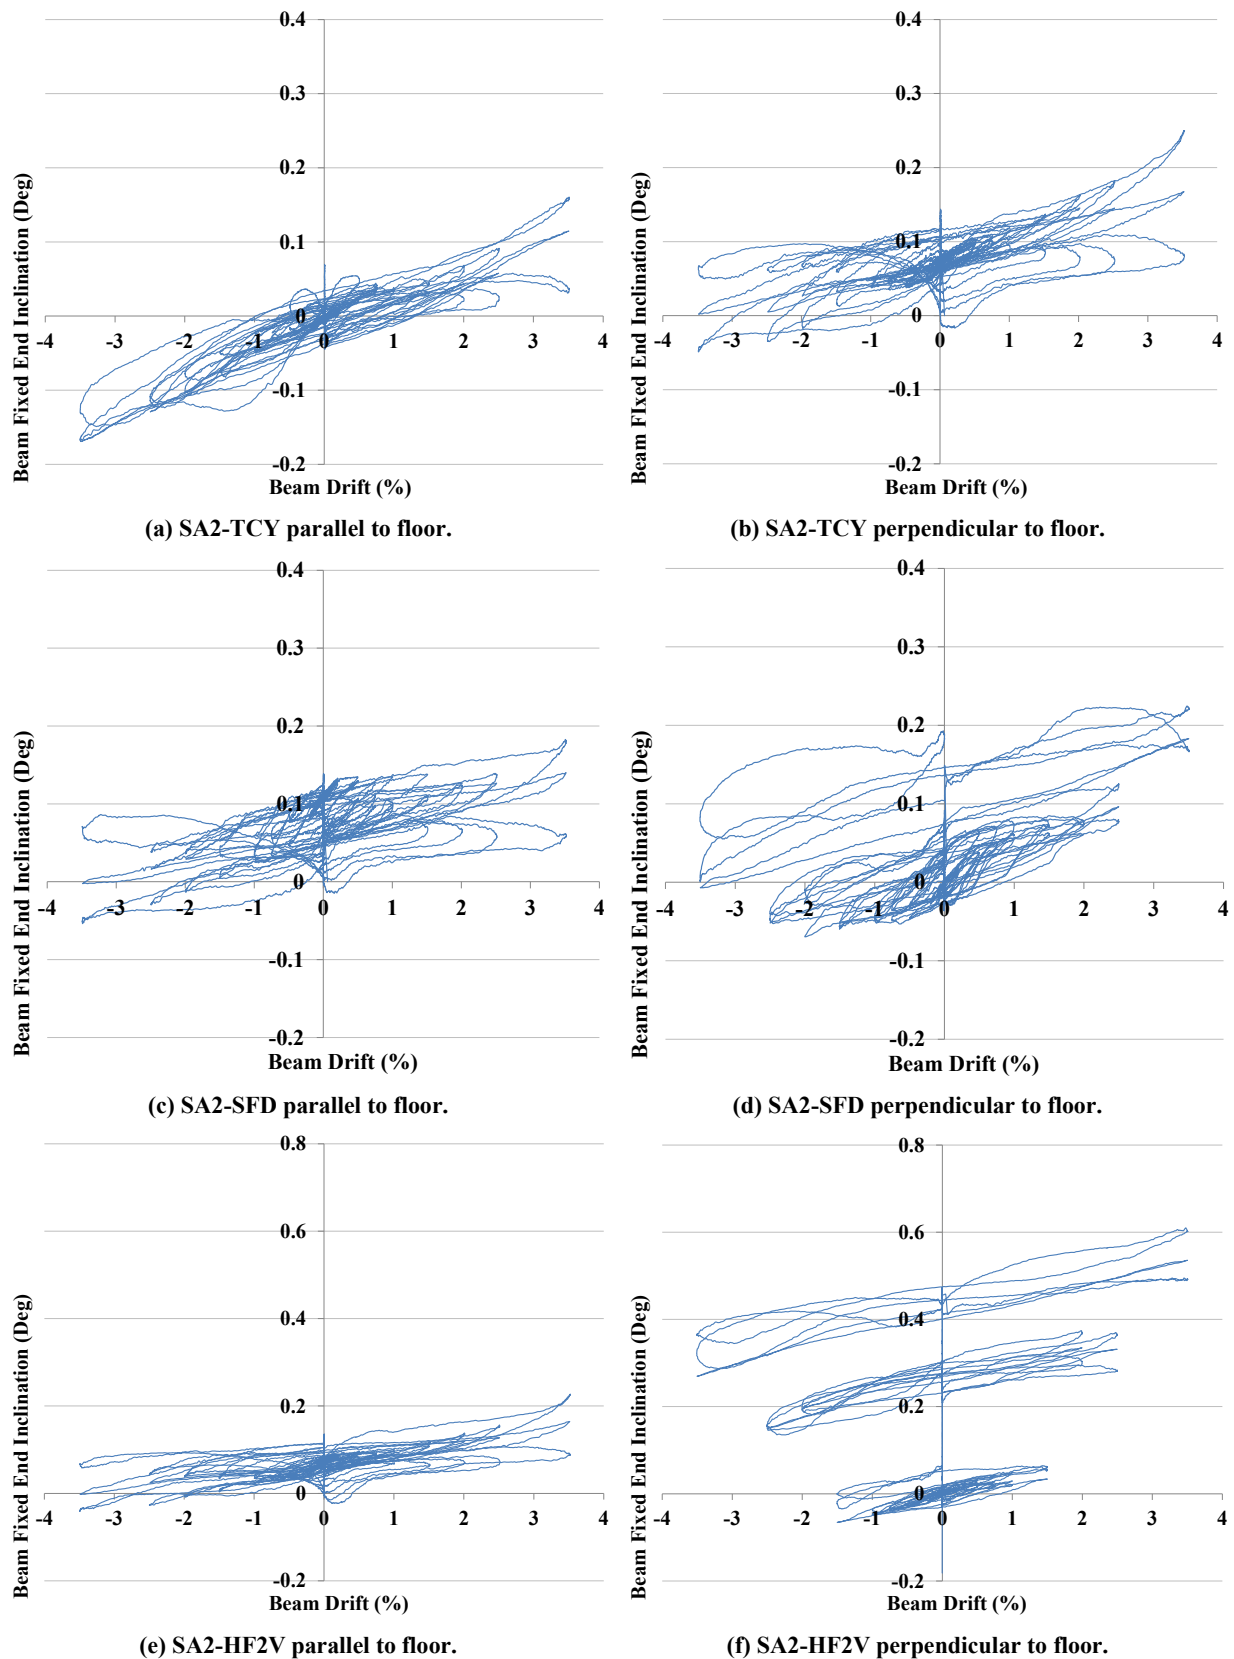 0.4
0.3
0.2
0.1
0
-0.1
-0.2
-4 -3 -2 -1 0 1 2 3 4
Beam Fixed End Inclination (Deg)
Beam Drift (%)
(a) SA2-TCY parallel to floor.
0.4
0.3
0.2
0.1
0
-0.1
-0.2
-4 -3 -2 -1 0 1 2 3 4
Beam FIxed End Inclination (Deg)
Beam Drift (%)
(b) SA2-TCY perpendicular to floor.
0.4
0.3
0.2
0.1
0
-0.1
-0.2
-4 -3 -2 -1 0 1 2 3 4
Beam Fixed End Inclination (Deg)
Beam Drift (%)
(c) SA2-SFD parallel to floor.
0.4
0.3
0.2
0.1
0
-0.1
-0.2
-4 -3 -2 -1 0 1 2 3 4
Beam Fixed End Inclination (Deg)
Beam Drift (%)
(d) SA2-SFD perpendicular to floor.
0.8
0.6
0.4
0.2
0
-0.2
-4 -3 -2 -1 0 1 2 3 4
Beam Fixed End Inclination (Deg)
Beam Drift (%)
(e) SA2-HF2V parallel to floor.
0.8
0.6
0.4
0.2
0
-0.2
-4 -3 -2 -1 0 1 2 3 4
Beam Fixed End Inclination (Deg)
Beam Drift (%)
(f) SA2-HF2V perpendicular to floor.